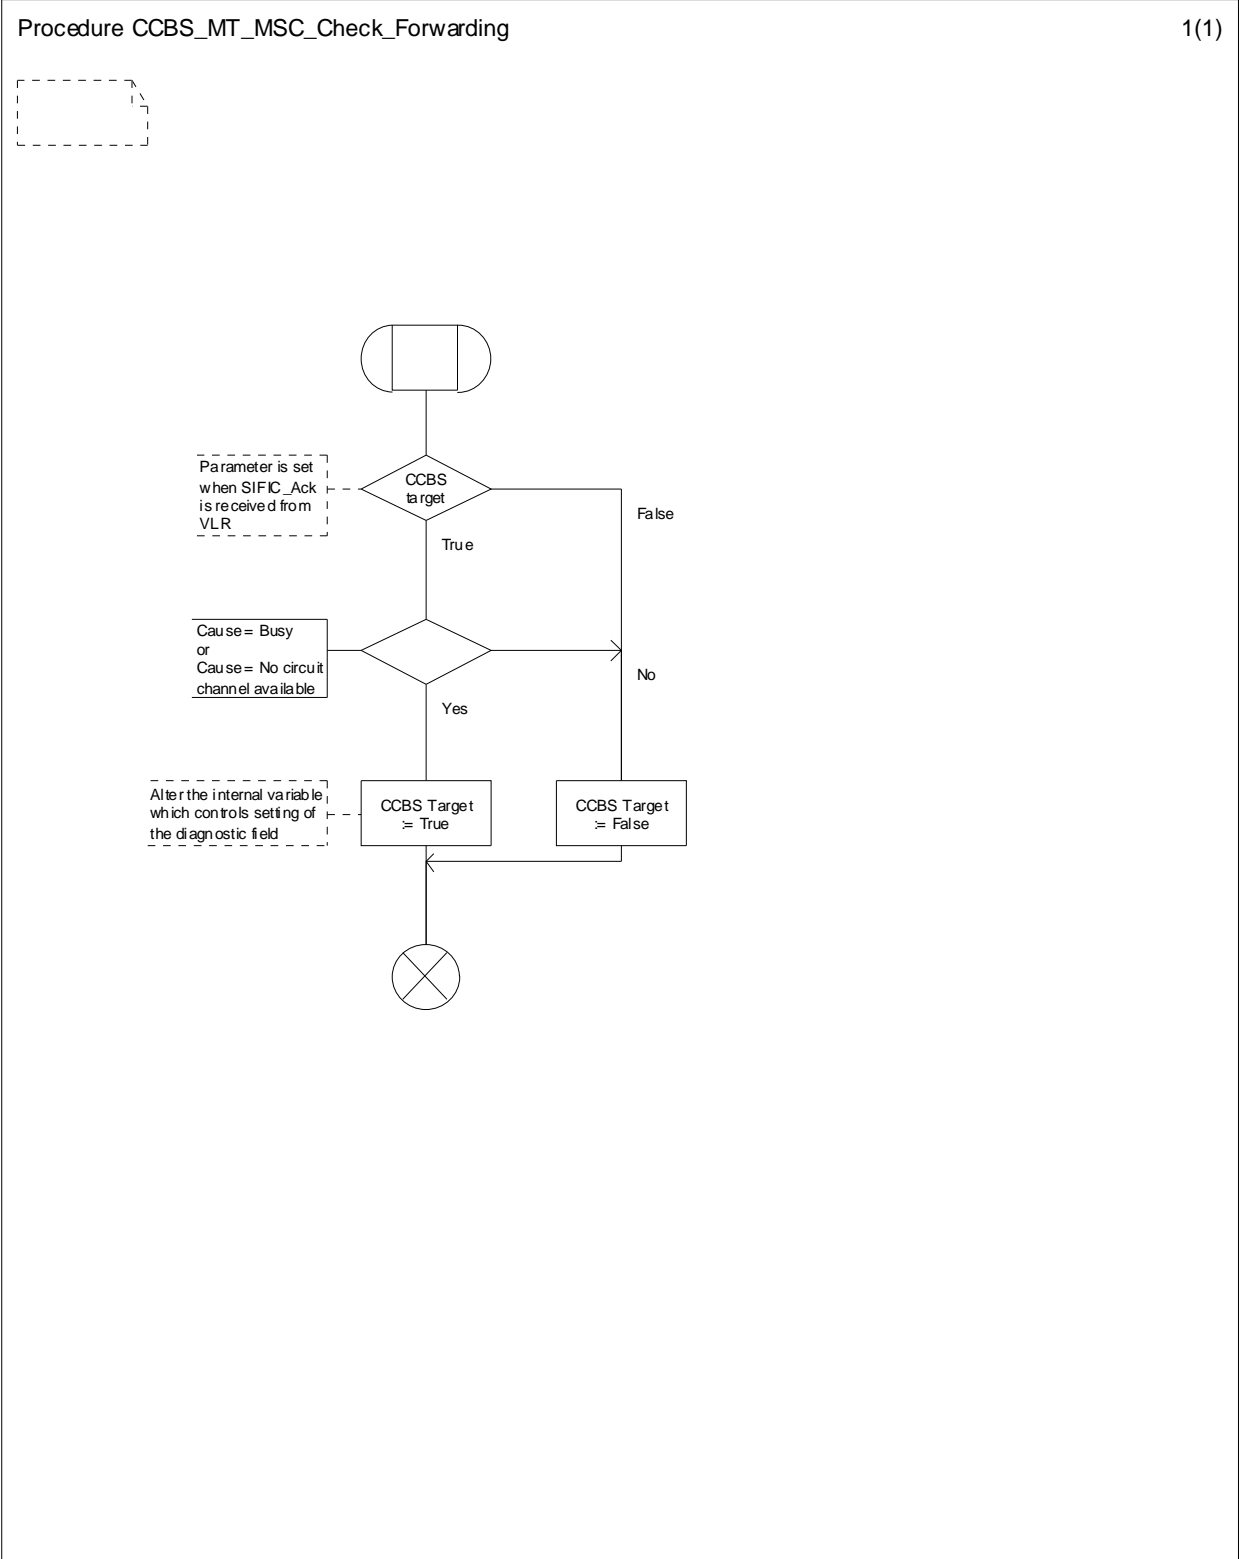 Procedure CCBS_MT_MSC_Check_Forwarding
1(1)
Parameter is set
when SIFIC_Ack
is received from
VLR
CCBS
target
False
True
Cause= Busy
or
Cause= No circuit
channel available
No
Yes
Alter the internal variable
which controls setting of
the diagnostic field
CCBS Target
:= True
CCBS Target
:= False